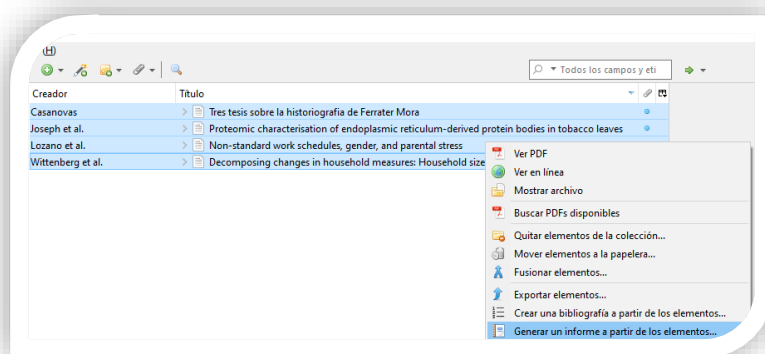 (H)
Todos los campos y eti
Creador Título
Casanovas Tres tesis sobre la historiografia de Ferrater Mora
Joseph et al. Proteomic characterisation of endoplasmic reticulum-derived protein bodies in tobacco leaves
Lozano et al. Non-standard work schedules, gender, and parental stress
Wittenberg et al. Decomposing changes in household measures: Household size
Ver PDF
Ver en línea
Mostrar archivo
Buscar PDFs disponibles
Quitar elementos de la colección...
Mover elementos a la papelera...
Fusionar elementos...
Exportar elementos...
Crear una bibliografía a partir de los elementos...
Generar un informe a partir de los elementos...